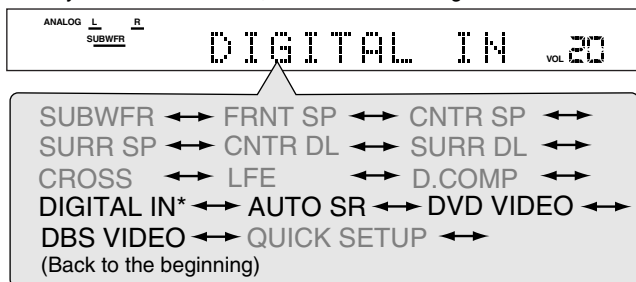 ANALOG L R
SUBWFR
DIGITAL IN VOL 20
SUBWFR ←→ FRNT SP ←→ CNTR SP ←→
SURR SP ←→ CNTR DL ←→ SURR DL ←→
CROSS ←→ LFE ←→ D.COMP ←→
DIGITAL IN* ←→ AUTO SR ←→ DVD VIDEO ←→
DBS VIDEO ←→ QUICK SETUP ←→
(Back to the beginning)